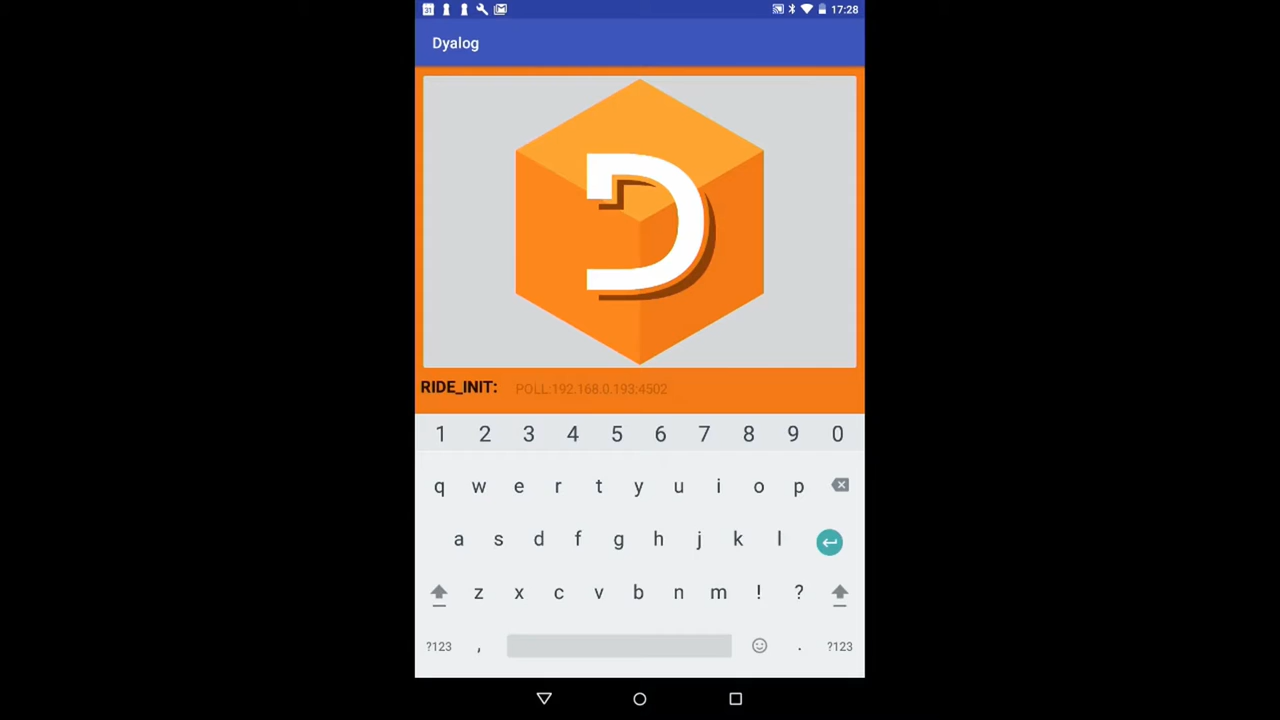 31 17:28
Dyalog
D
RIDE_INIT: POLL:192.168.0.193:4502
1 2 3 4 5 6 7 8 9 0
q w e r t y u i o p
a s d f g h j k l
z x c v b n m ! ?
?123 , . ?123